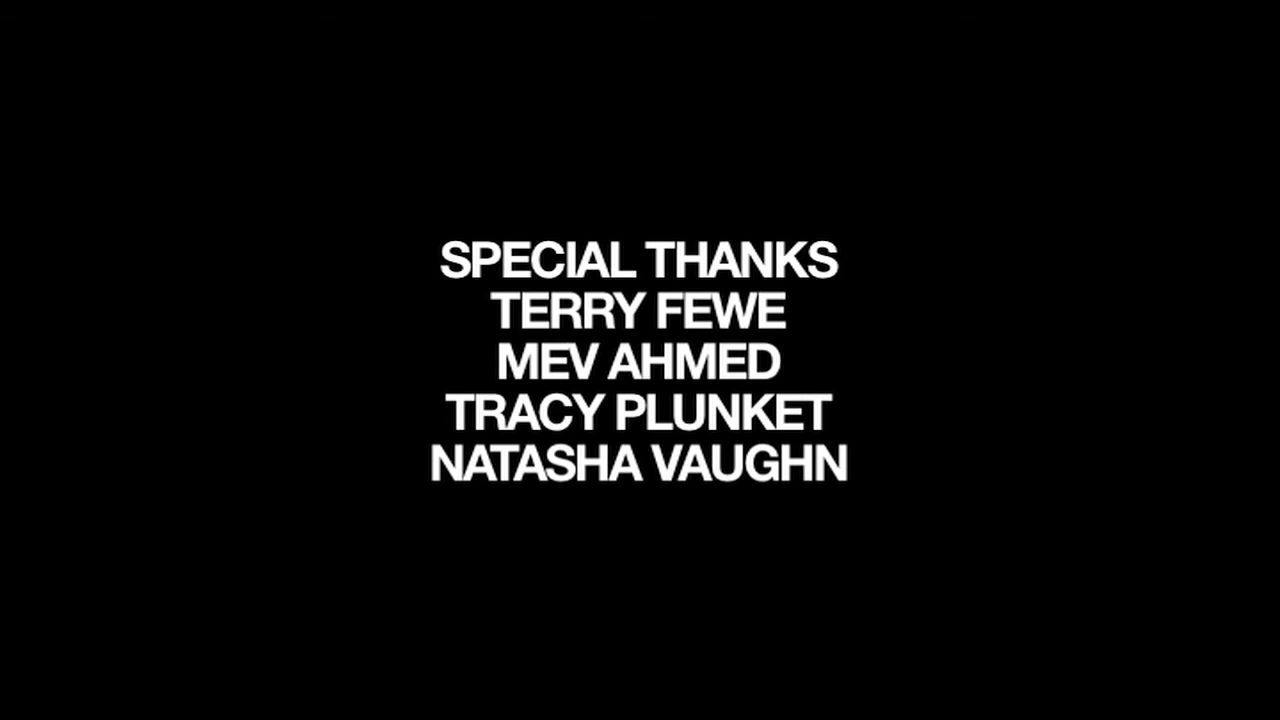 SPECIAL THANKS
TERRY FEWE
MEV AHMED
TRACY PLUNKET
NATASHA VAUGHN